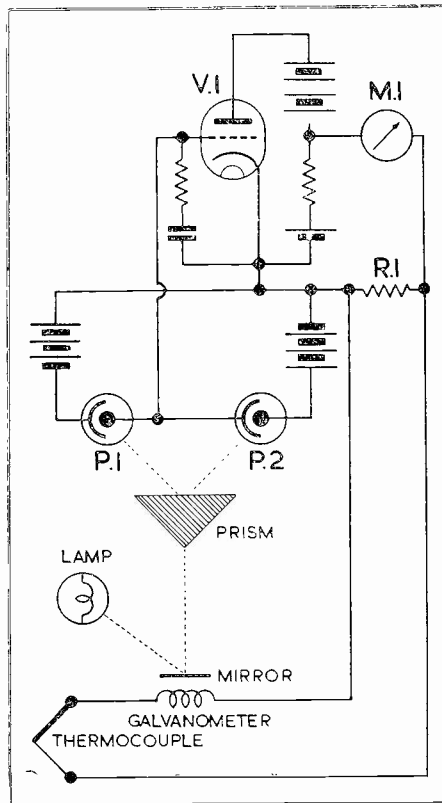 V.1
M.1
R.1
P.1
P.2
PRISM
LAMP
MIRROR
GALVANOMETER
THERMOCOUPLE